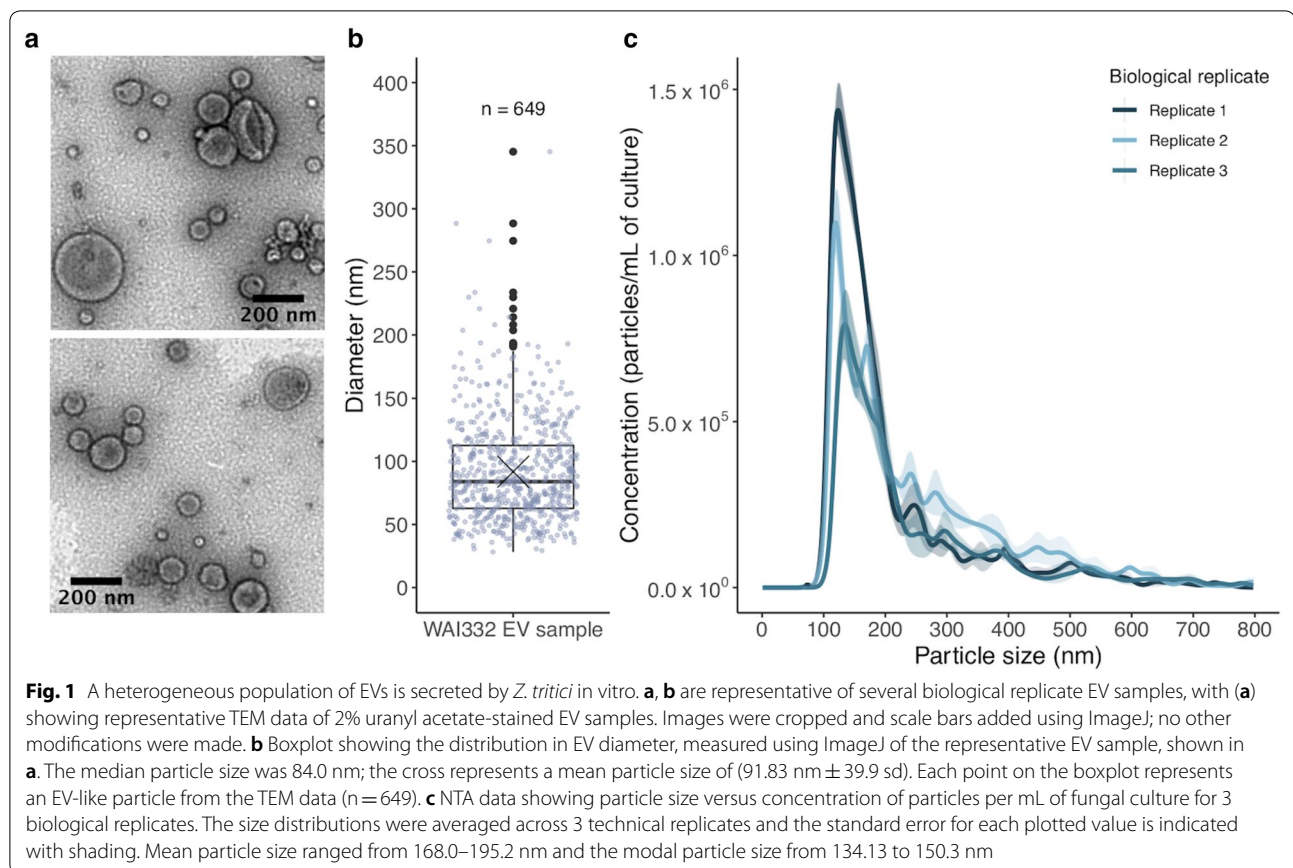 a
200 nm
200 nm
b
400
350
300
250
200
150
100
50
0
Diameter (nm)
n = 649
WAI332 EV sample
c
1.5 x 10⁶
1.0 x 10⁶
5.0 x 10⁵
0.0 x 10⁰
Concentration (particles/mL of culture)
Biological replicate
Replicate 1
Replicate 2
Replicate 3
0 100 200 300 400 500 600 700 800
Particle size (nm)
Fig. 1 A heterogeneous population of EVs is secreted by Z. tritici in vitro. a, b are representative of several biological replicate EV samples, with (a)
showing representative TEM data of 2% uranyl acetate-stained EV samples. Images were cropped and scale bars added using ImageJ; no other
modifications were made. b Boxplot showing the distribution in EV diameter, measured using ImageJ of the representative EV sample, shown in
a. The median particle size was 84.0 nm; the cross represents a mean particle size of (91.83 nm ± 39.9 sd). Each point on the boxplot represents
an EV-like particle from the TEM data (n = 649). c NTA data showing particle size versus concentration of particles per mL of fungal culture for 3
biological replicates. The size distributions were averaged across 3 technical replicates and the standard error for each plotted value is indicated
with shading. Mean particle size ranged from 168.0–195.2 nm and the modal particle size from 134.13 to 150.3 nm